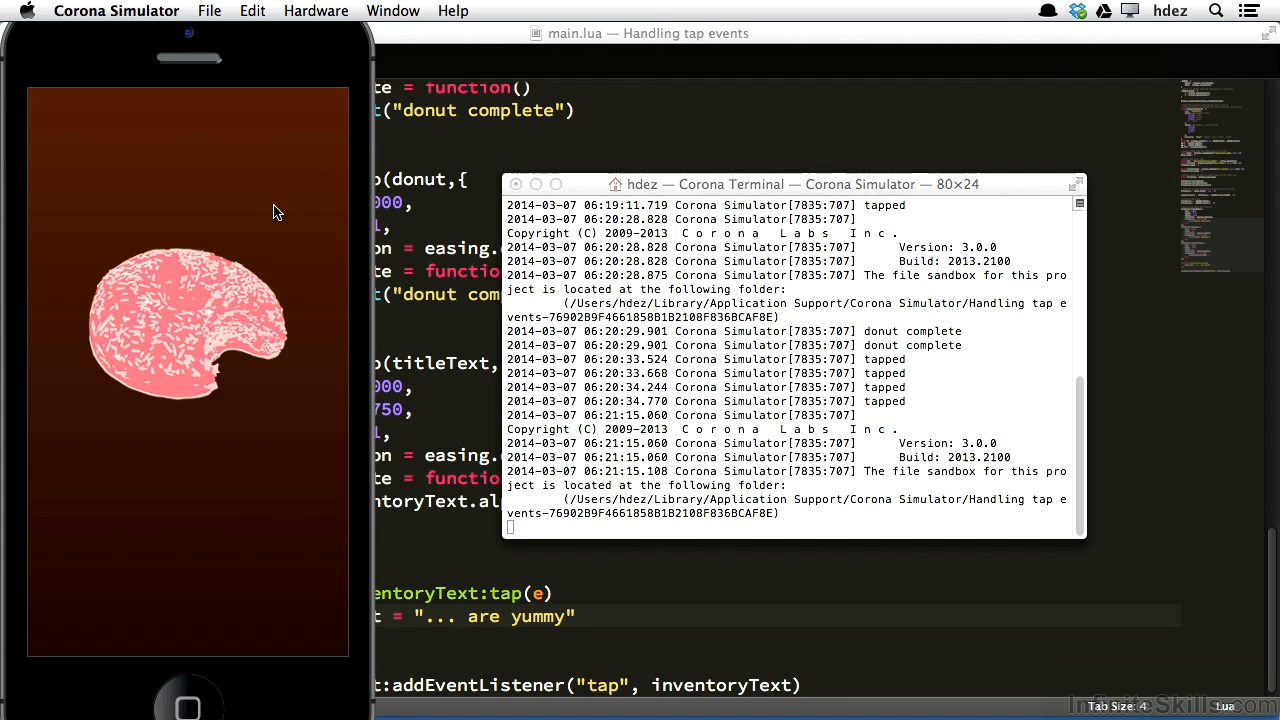 Corona Simulator File Edit Hardware Window Help hdez
main.lua — Handling tap events
te = function()
t("donut complete")
o(donut,{
000,
1,
on = easing.
te = function
t("donut com
o(titleText,
000,
750,
1,
on = easing.
te = function
ntoryText.alp
entoryText:tap(e)
t = "... are yummy"
t:addEventListener("tap", inventoryText)
hdez — Corona Terminal — Corona Simulator — 80×24
2014-03-07 06:19:11.719 Corona Simulator[7835:707] tapped
2014-03-07 06:20:28.828 Corona Simulator[7835:707]
Copyright (C) 2009-2013 C o r o n a L a b s I n c .
2014-03-07 06:20:28.829 Corona Simulator[7835:707] Version: 3.0.0
2014-03-07 06:20:28.829 Corona Simulator[7835:707] Build: 2013.2100
2014-03-07 06:20:28.866 Corona Simulator[7835:707] The file sandbox for this pro
ject is located at the following folder:
(/Users/hdez/Library/Application Support/Corona Simulator/Handling tap e
vents-76902B9F4661858B1B2108F836BCAF8E)
2014-03-07 06:20:29.901 Corona Simulator[7835:707] donut complete
2014-03-07 06:20:29.901 Corona Simulator[7835:707] donut complete
2014-03-07 06:20:33.524 Corona Simulator[7835:707] tapped
2014-03-07 06:20:33.668 Corona Simulator[7835:707] tapped
2014-03-07 06:20:34.244 Corona Simulator[7835:707] tapped
2014-03-07 06:20:34.770 Corona Simulator[7835:707] tapped
2014-03-07 06:21:15.060 Corona Simulator[7835:707]
Copyright (C) 2009-2013 C o r o n a L a b s I n c .
2014-03-07 06:21:15.060 Corona Simulator[7835:707] Version: 3.0.0
2014-03-07 06:21:15.060 Corona Simulator[7835:707] Build: 2013.2100
2014-03-07 06:21:15.108 Corona Simulator[7835:707] The file sandbox for this pro
ject is located at the following folder:
(/Users/hdez/Library/Application Support/Corona Simulator/Handling tap e
vents-76902B9F4661858B1B2108F836BCAF8E)
Tab Size: 4 Lua
InfiniteSkills.com